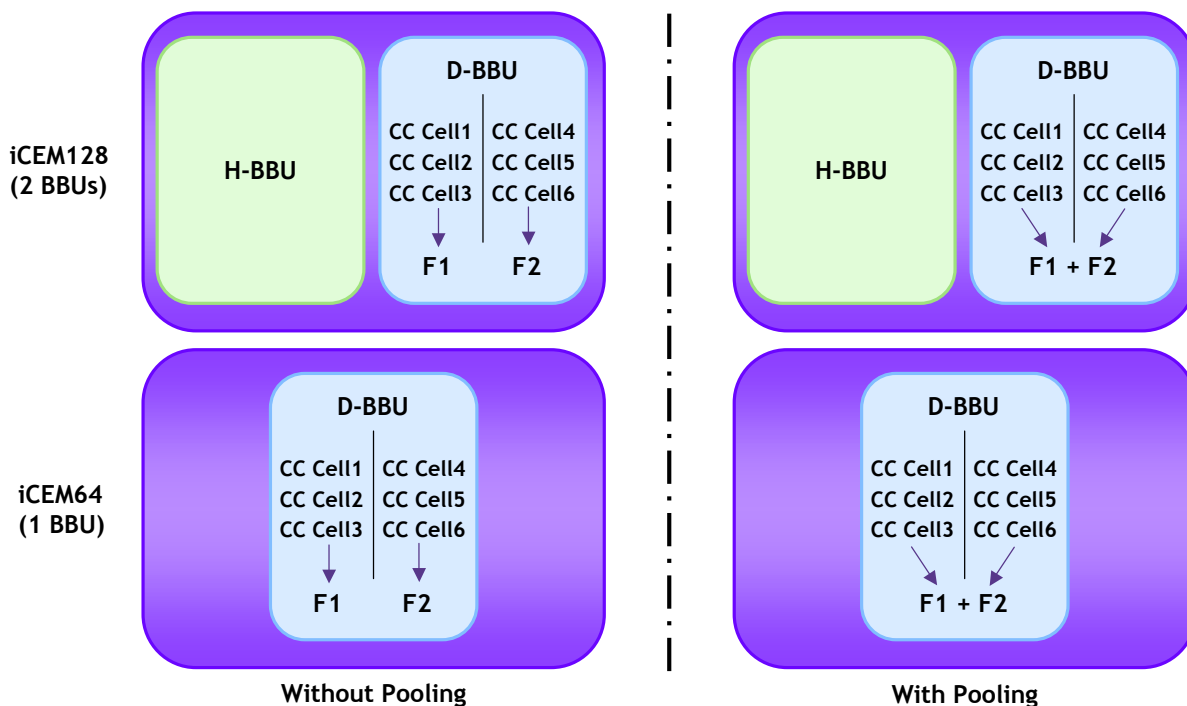 iCEM128
(2 BBUs)
H-BBU
D-BBU
CC Cell1
CC Cell2
CC Cell3
F1
CC Cell4
CC Cell5
CC Cell6
F2
H-BBU
D-BBU
CC Cell1
CC Cell2
CC Cell3
CC Cell4
CC Cell5
CC Cell6
F1 + F2
iCEM64
(1 BBU)
D-BBU
CC Cell1
CC Cell2
CC Cell3
F1
CC Cell4
CC Cell5
CC Cell6
F2
D-BBU
CC Cell1
CC Cell2
CC Cell3
CC Cell4
CC Cell5
CC Cell6
F1 + F2
Without Pooling
With Pooling